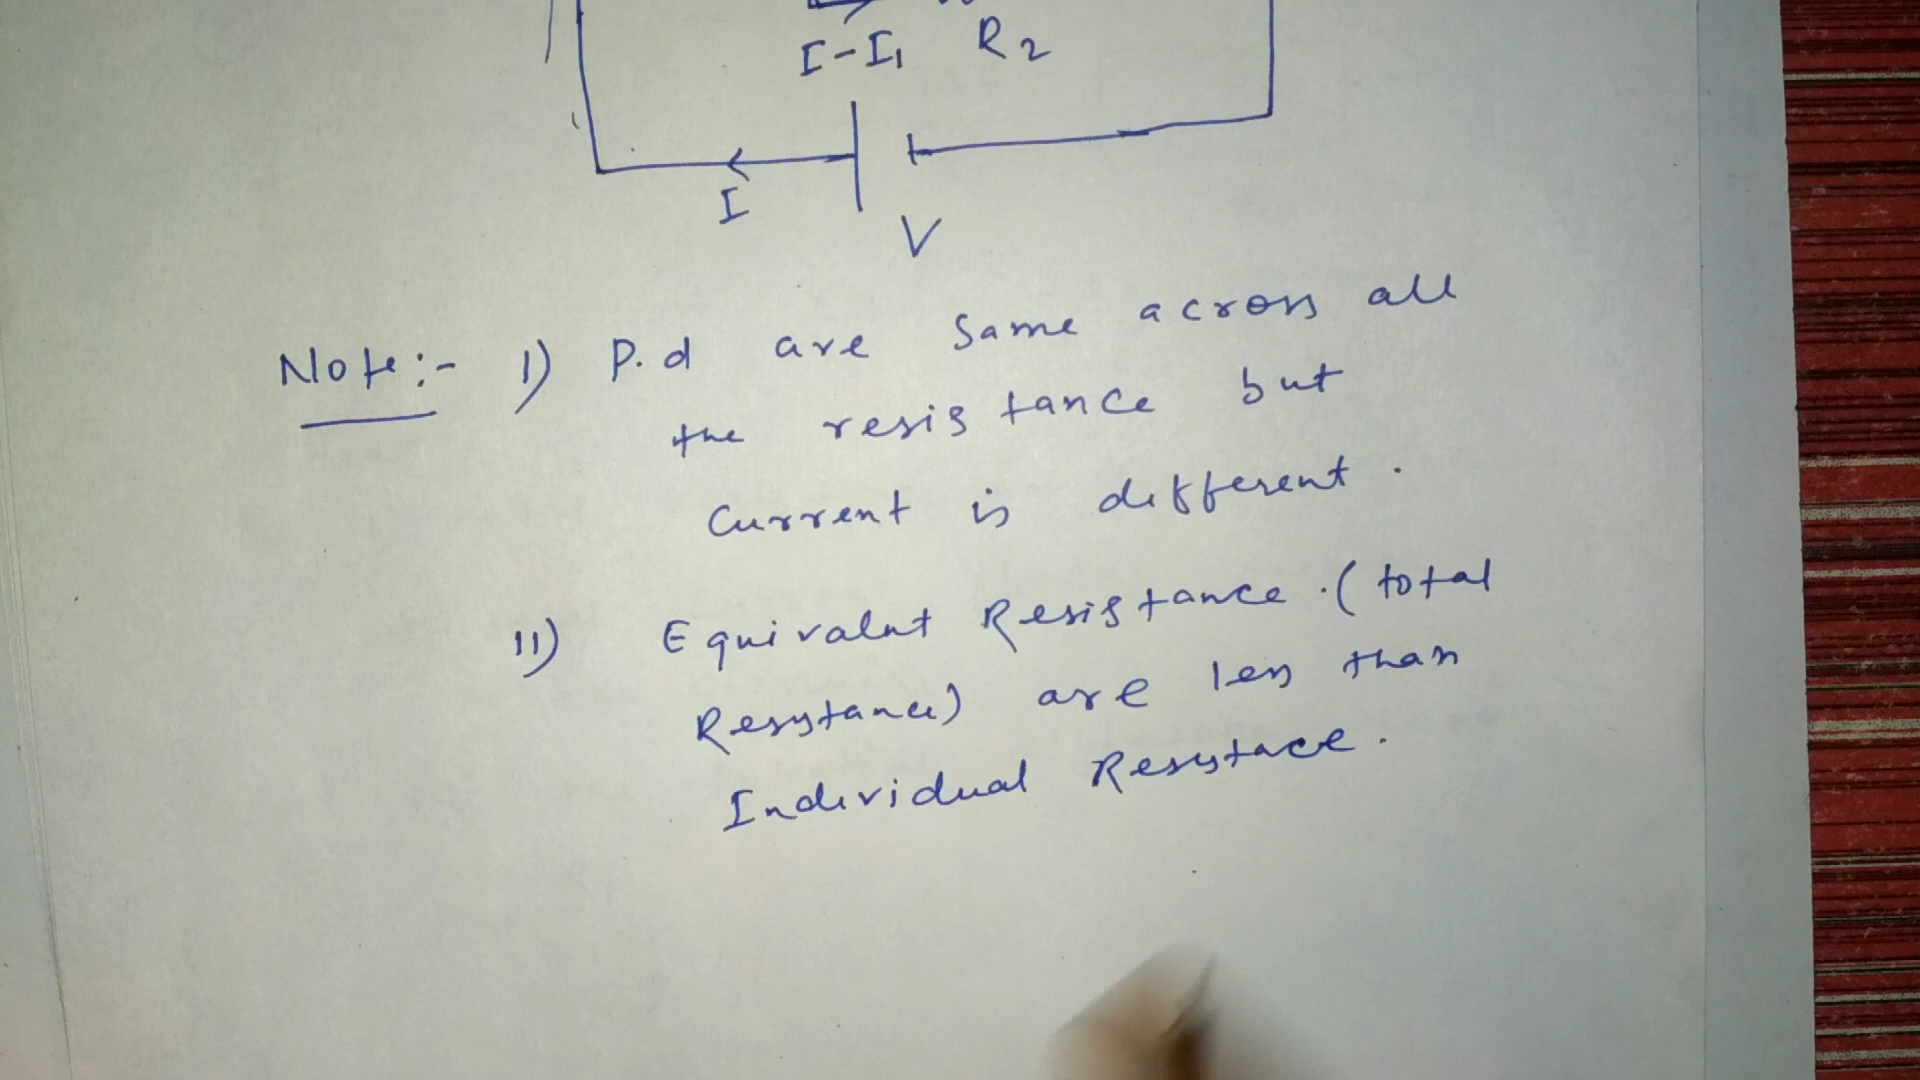 I-I₁ R₂
I
V
Note:- 1) P.d are Same across all
the resistance but
Current is different.
11) Equivalnt Resistance.(total
Resystance) are less than
Individual Resystace.